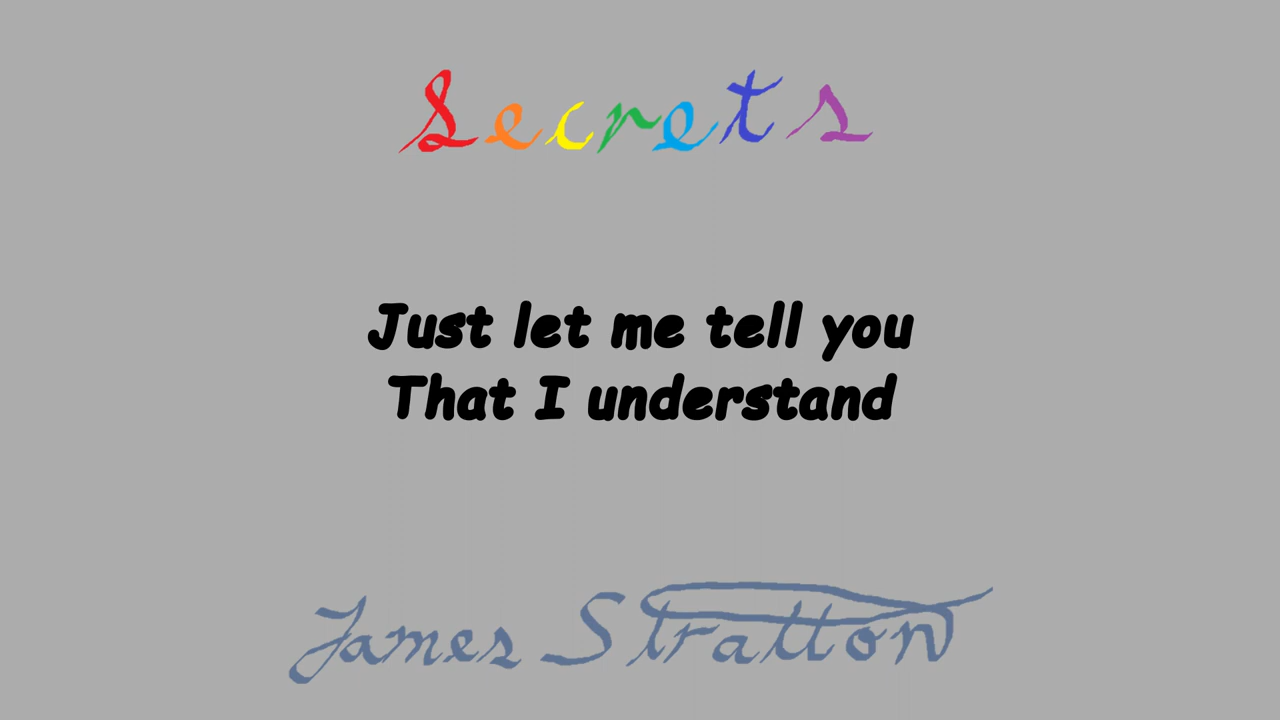 Secrets
Just let me tell you
That I understand
James Stratton